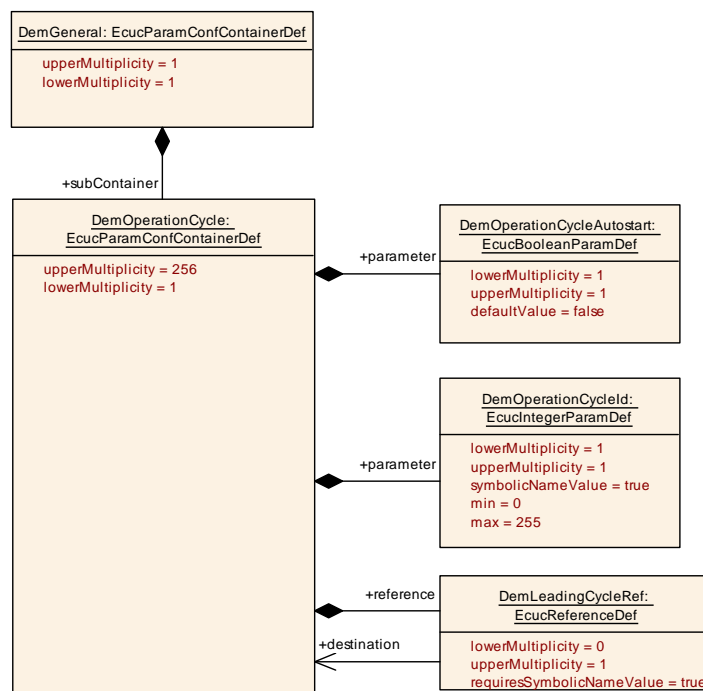 DemGeneral: EcucParamConfContainerDef
upperMultiplicity = 1
lowerMultiplicity = 1
+subContainer
DemOperationCycle:
EcucParamConfContainerDef
upperMultiplicity = 256
lowerMultiplicity = 1
+parameter
DemOperationCycleAutostart:
EcucBooleanParamDef
lowerMultiplicity = 1
upperMultiplicity = 1
defaultValue = false
+parameter
DemOperationCycleId:
EcucIntegerParamDef
lowerMultiplicity = 1
upperMultiplicity = 1
symbolicNameValue = true
min = 0
max = 255
+reference
+destination
DemLeadingCycleRef:
EcucReferenceDef
lowerMultiplicity = 0
upperMultiplicity = 1
requiresSymbolicNameValue = true